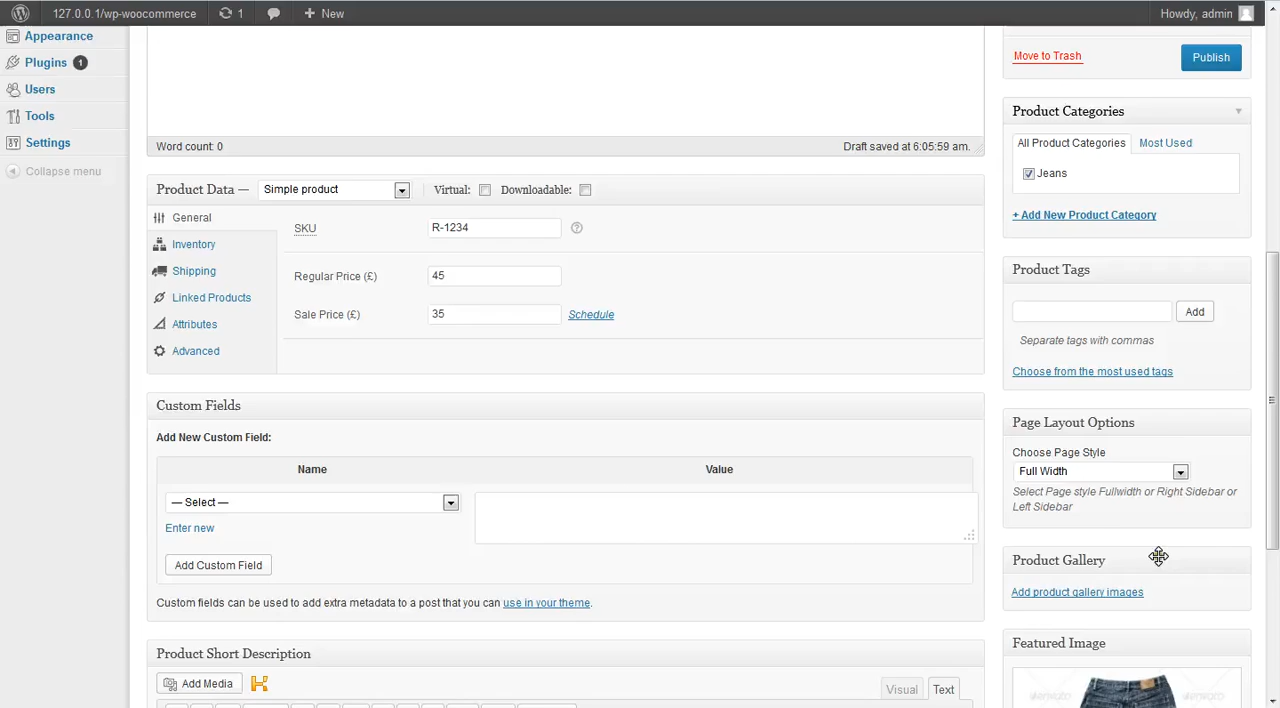 127.0.0.1/wp-woocommerce 1 + New Howdy, admin
Appearance
Plugins 1
Users
Tools
Settings
Collapse menu
Word count: 0 Draft saved at 6:05:59 am.
Product Data — Simple product Virtual: Downloadable:
General
Inventory
Shipping
Linked Products
Attributes
Advanced
SKU R-1234 ?
Regular Price (£) 45
Sale Price (£) 35 Schedule
Custom Fields
Add New Custom Field:
Name Value
— Select —
Enter new
Add Custom Field
Custom fields can be used to add extra metadata to a post that you can use in your theme.
Product Short Description
Add Media Visual Text
Move to Trash Publish
Product Categories
All Product Categories Most Used
Jeans
+ Add New Product Category
Product Tags
Add
Separate tags with commas
Choose from the most used tags
Page Layout Options
Choose Page Style
Full Width
Select Page style Fullwidth or Right Sidebar or
Left Sidebar
Product Gallery
Add product gallery images
Featured Image